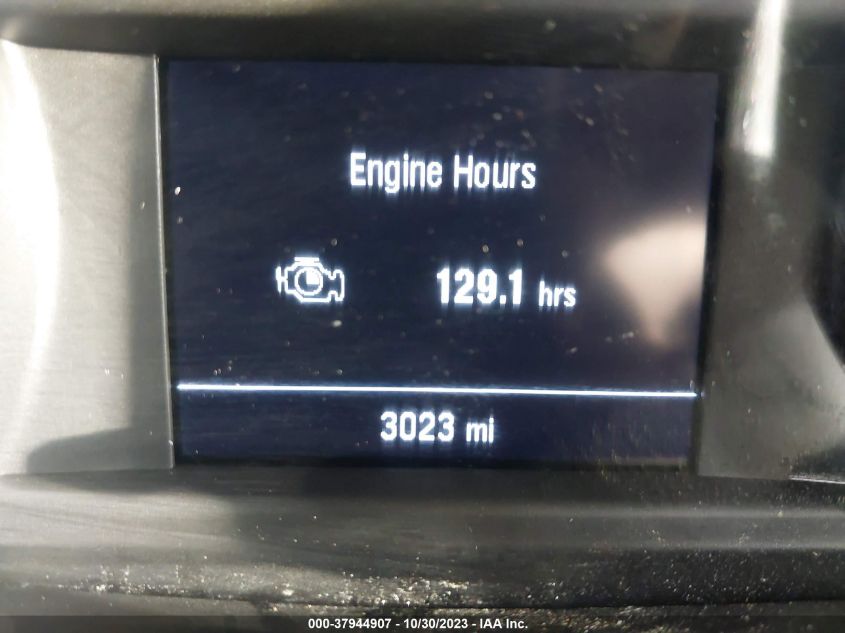 Engine Hours
129.1 hrs
3023 mi
000-37944907 - 10/30/2023 - IAA Inc.